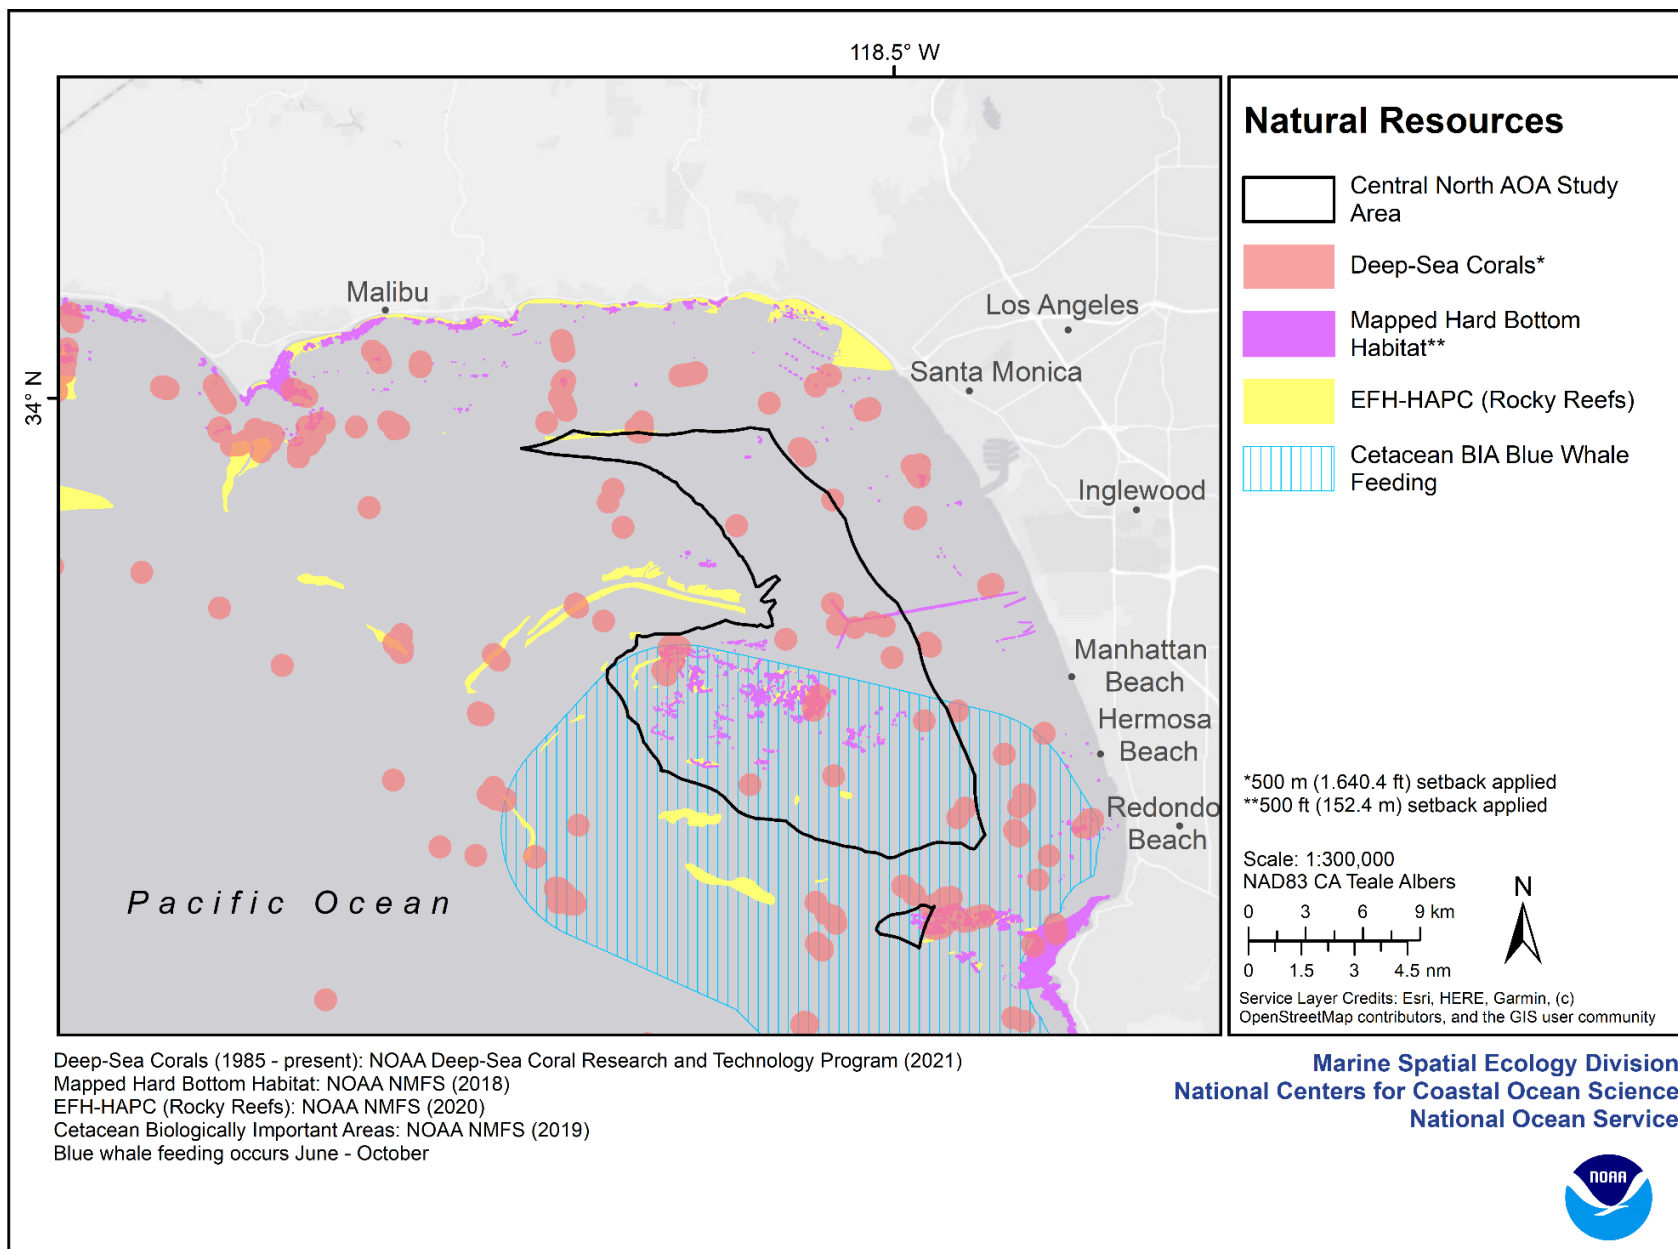 118.5° W
34° N
Malibu
Los Angeles
Santa Monica
Inglewood
Manhattan
Beach
Hermosa
Beach
Redondo
Beach
Pacific Ocean
Natural Resources
Central North AOA Study
Area
Deep-Sea Corals*
Mapped Hard Bottom
Habitat**
EFH-HAPC (Rocky Reefs)
Cetacean BIA Blue Whale
Feeding
*500 m (1.640.4 ft) setback applied
**500 ft (152.4 m) setback applied
Scale: 1:300,000
NAD83 CA Teale Albers
0 3 6 9 km
0 1.5 3 4.5 nm
N
Service Layer Credits: Esri, HERE, Garmin, (c)
OpenStreetMap contributors, and the GIS user community
Deep-Sea Corals (1985 - present): NOAA Deep-Sea Coral Research and Technology Program (2021)
Mapped Hard Bottom Habitat: NOAA NMFS (2018)
EFH-HAPC (Rocky Reefs): NOAA NMFS (2020)
Cetacean Biologically Important Areas: NOAA NMFS (2019)
Blue whale feeding occurs June - October
Marine Spatial Ecology Division
National Centers for Coastal Ocean Science
National Ocean Service
NOAA